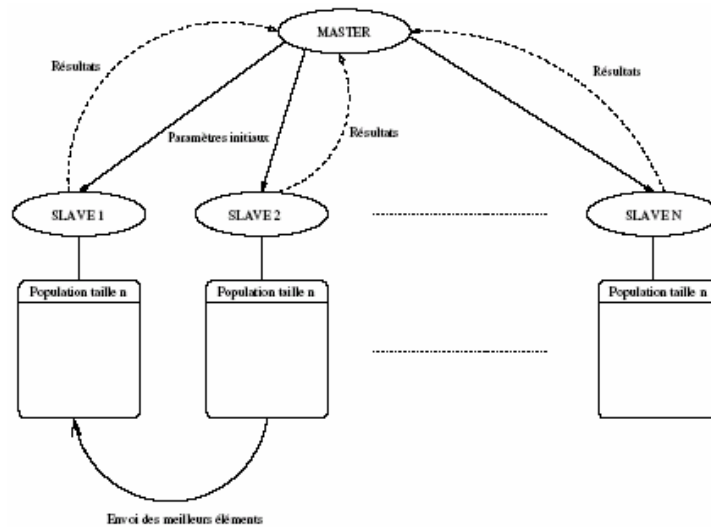 MASTER
Résultats
Résultats
Paramètres initiaux
Résultats
SLAVE 1
SLAVE 2
SLAVE N
Population taille n
Population taille n
Population taille n
Envoi des meilleurs éléments